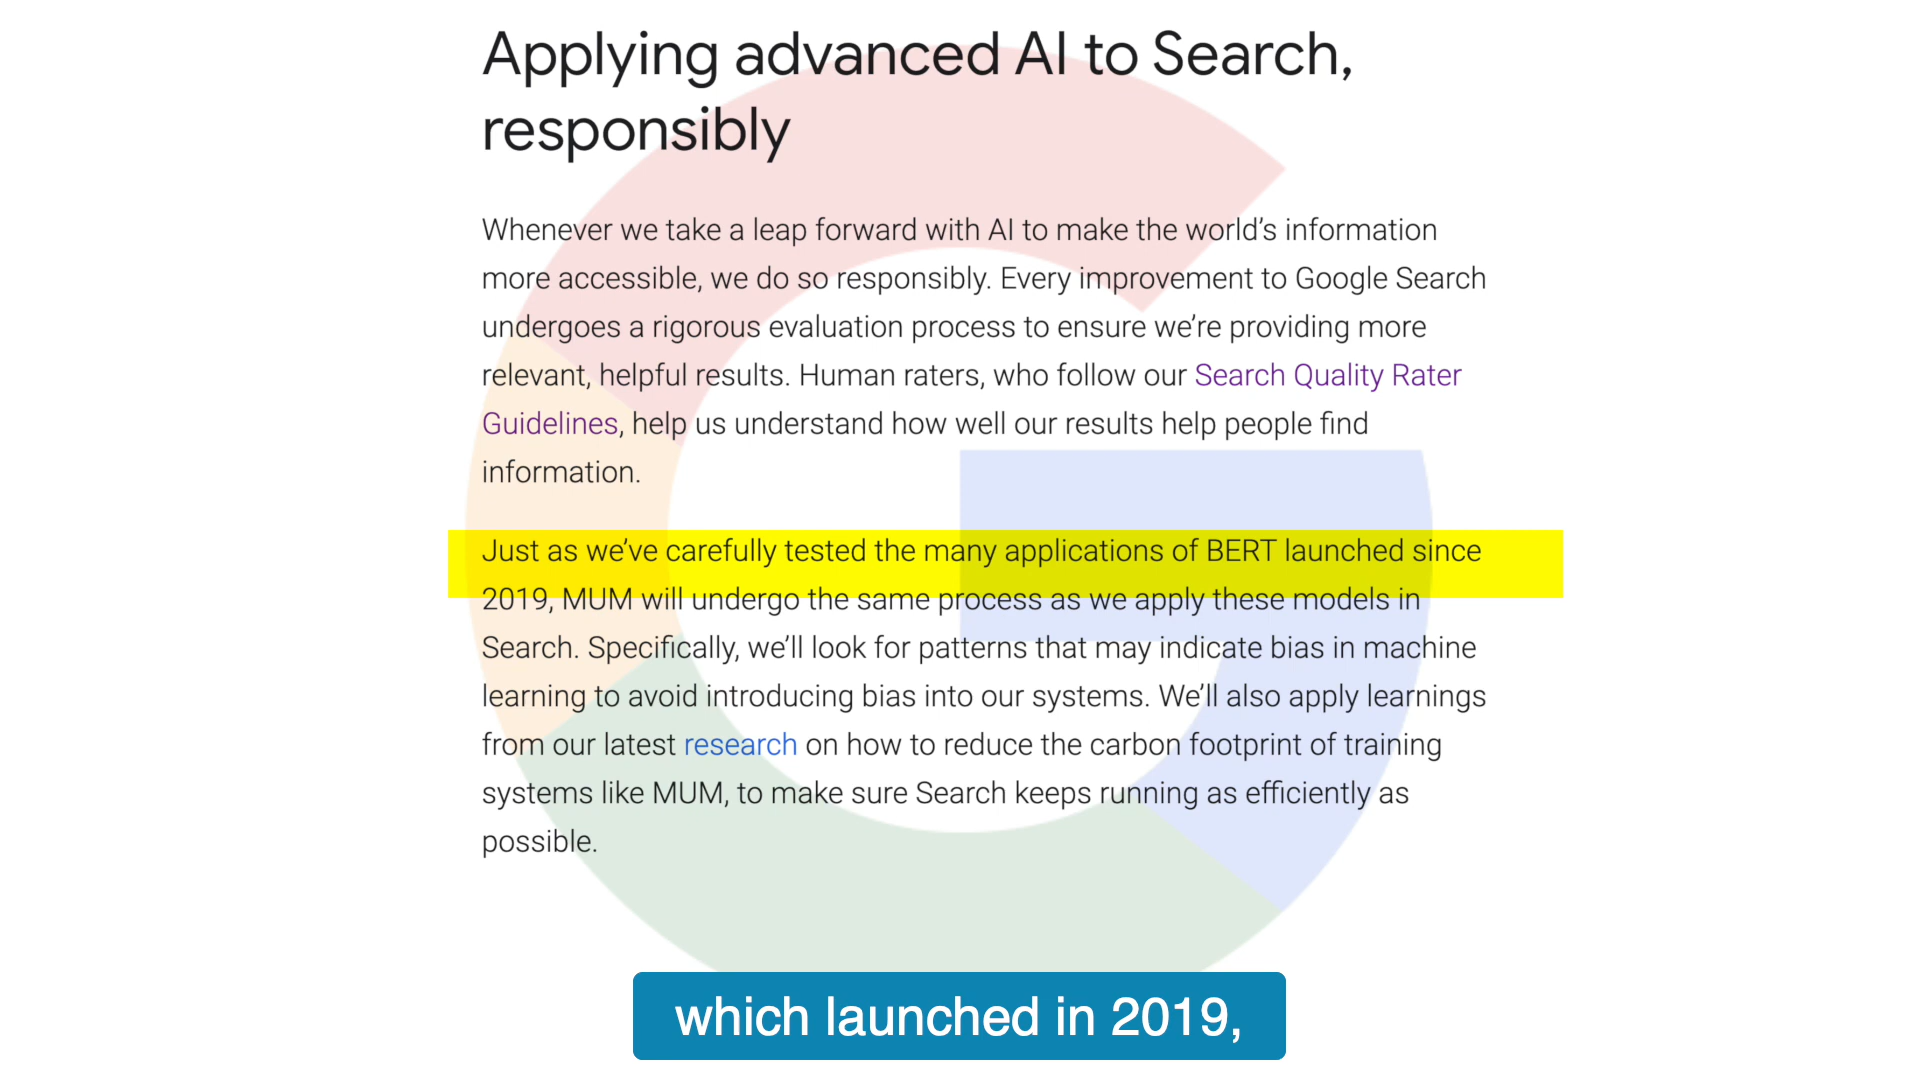 Applying advanced AI to Search,
responsibly
Whenever we take a leap forward with AI to make the world’s information
more accessible, we do so responsibly. Every improvement to Google Search
undergoes a rigorous evaluation process to ensure we’re providing more
relevant, helpful results. Human raters, who follow our Search Quality Rater
Guidelines, help us understand how well our results help people find
information.
Just as we’ve carefully tested the many applications of BERT launched since
2019, MUM will undergo the same process as we apply these models in
Search. Specifically, we’ll look for patterns that may indicate bias in machine
learning to avoid introducing bias into our systems. We’ll also apply learnings
from our latest research on how to reduce the carbon footprint of training
systems like MUM, to make sure Search keeps running as efficiently as
possible.
which launched in 2019,